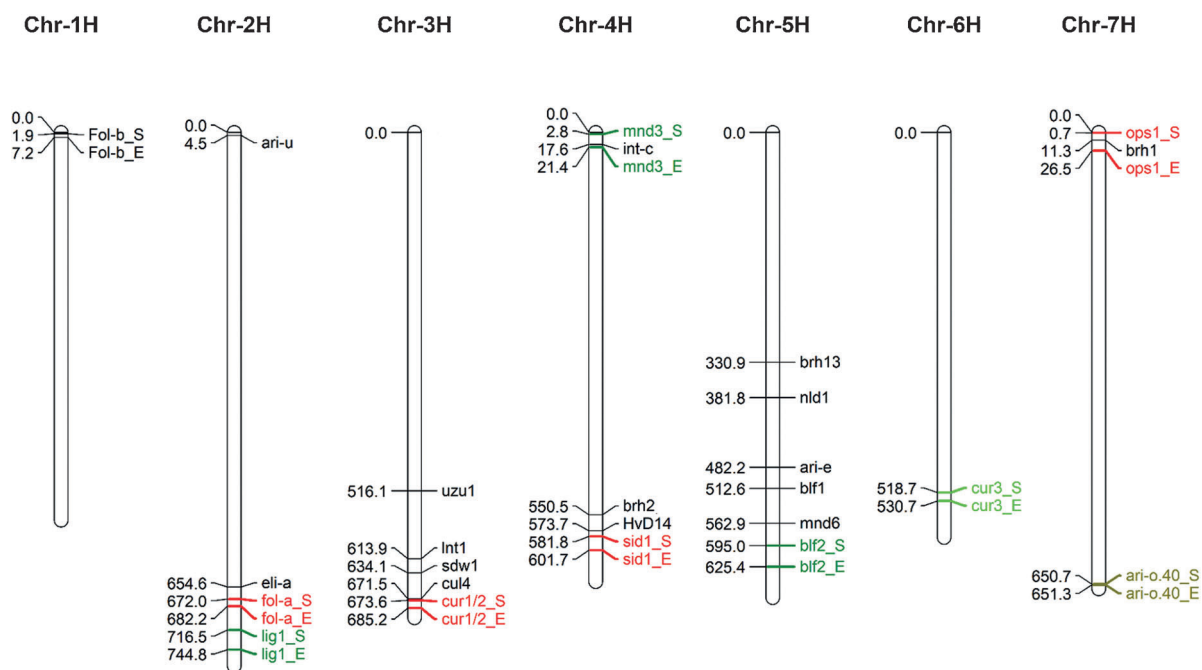 Chr-1H Chr-2H Chr-3H Chr-4H Chr-5H Chr-6H Chr-7H
0.0
1.9 Fol-b_S
7.2 Fol-b_E
0.0
4.5 ari-u
654.6 eli-a
672.0 fol-a_S
682.2 fol-a_E
716.5 lig1_S
744.8 lig1_E
0.0
516.1 uzu1
613.9 lnt1
634.1 sdw1
671.5 cul4
673.6 cur1/2_S
685.2 cur1/2_E
0.0
2.8 mnd3_S
17.6 int-c
21.4 mnd3_E
550.5 brh2
573.7 HvD14
581.8 sid1_S
601.7 sid1_E
0.0
330.9 brh13
381.8 nld1
482.2 ari-e
512.6 blf1
562.9 mnd6
595.0 blf2_S
625.4 blf2_E
0.0
518.7 cur3_S
530.7 cur3_E
0.0
0.7 ops1_S
11.3 brh1
26.5 ops1_E
650.7 ari-o.40_S
651.3 ari-o.40_E